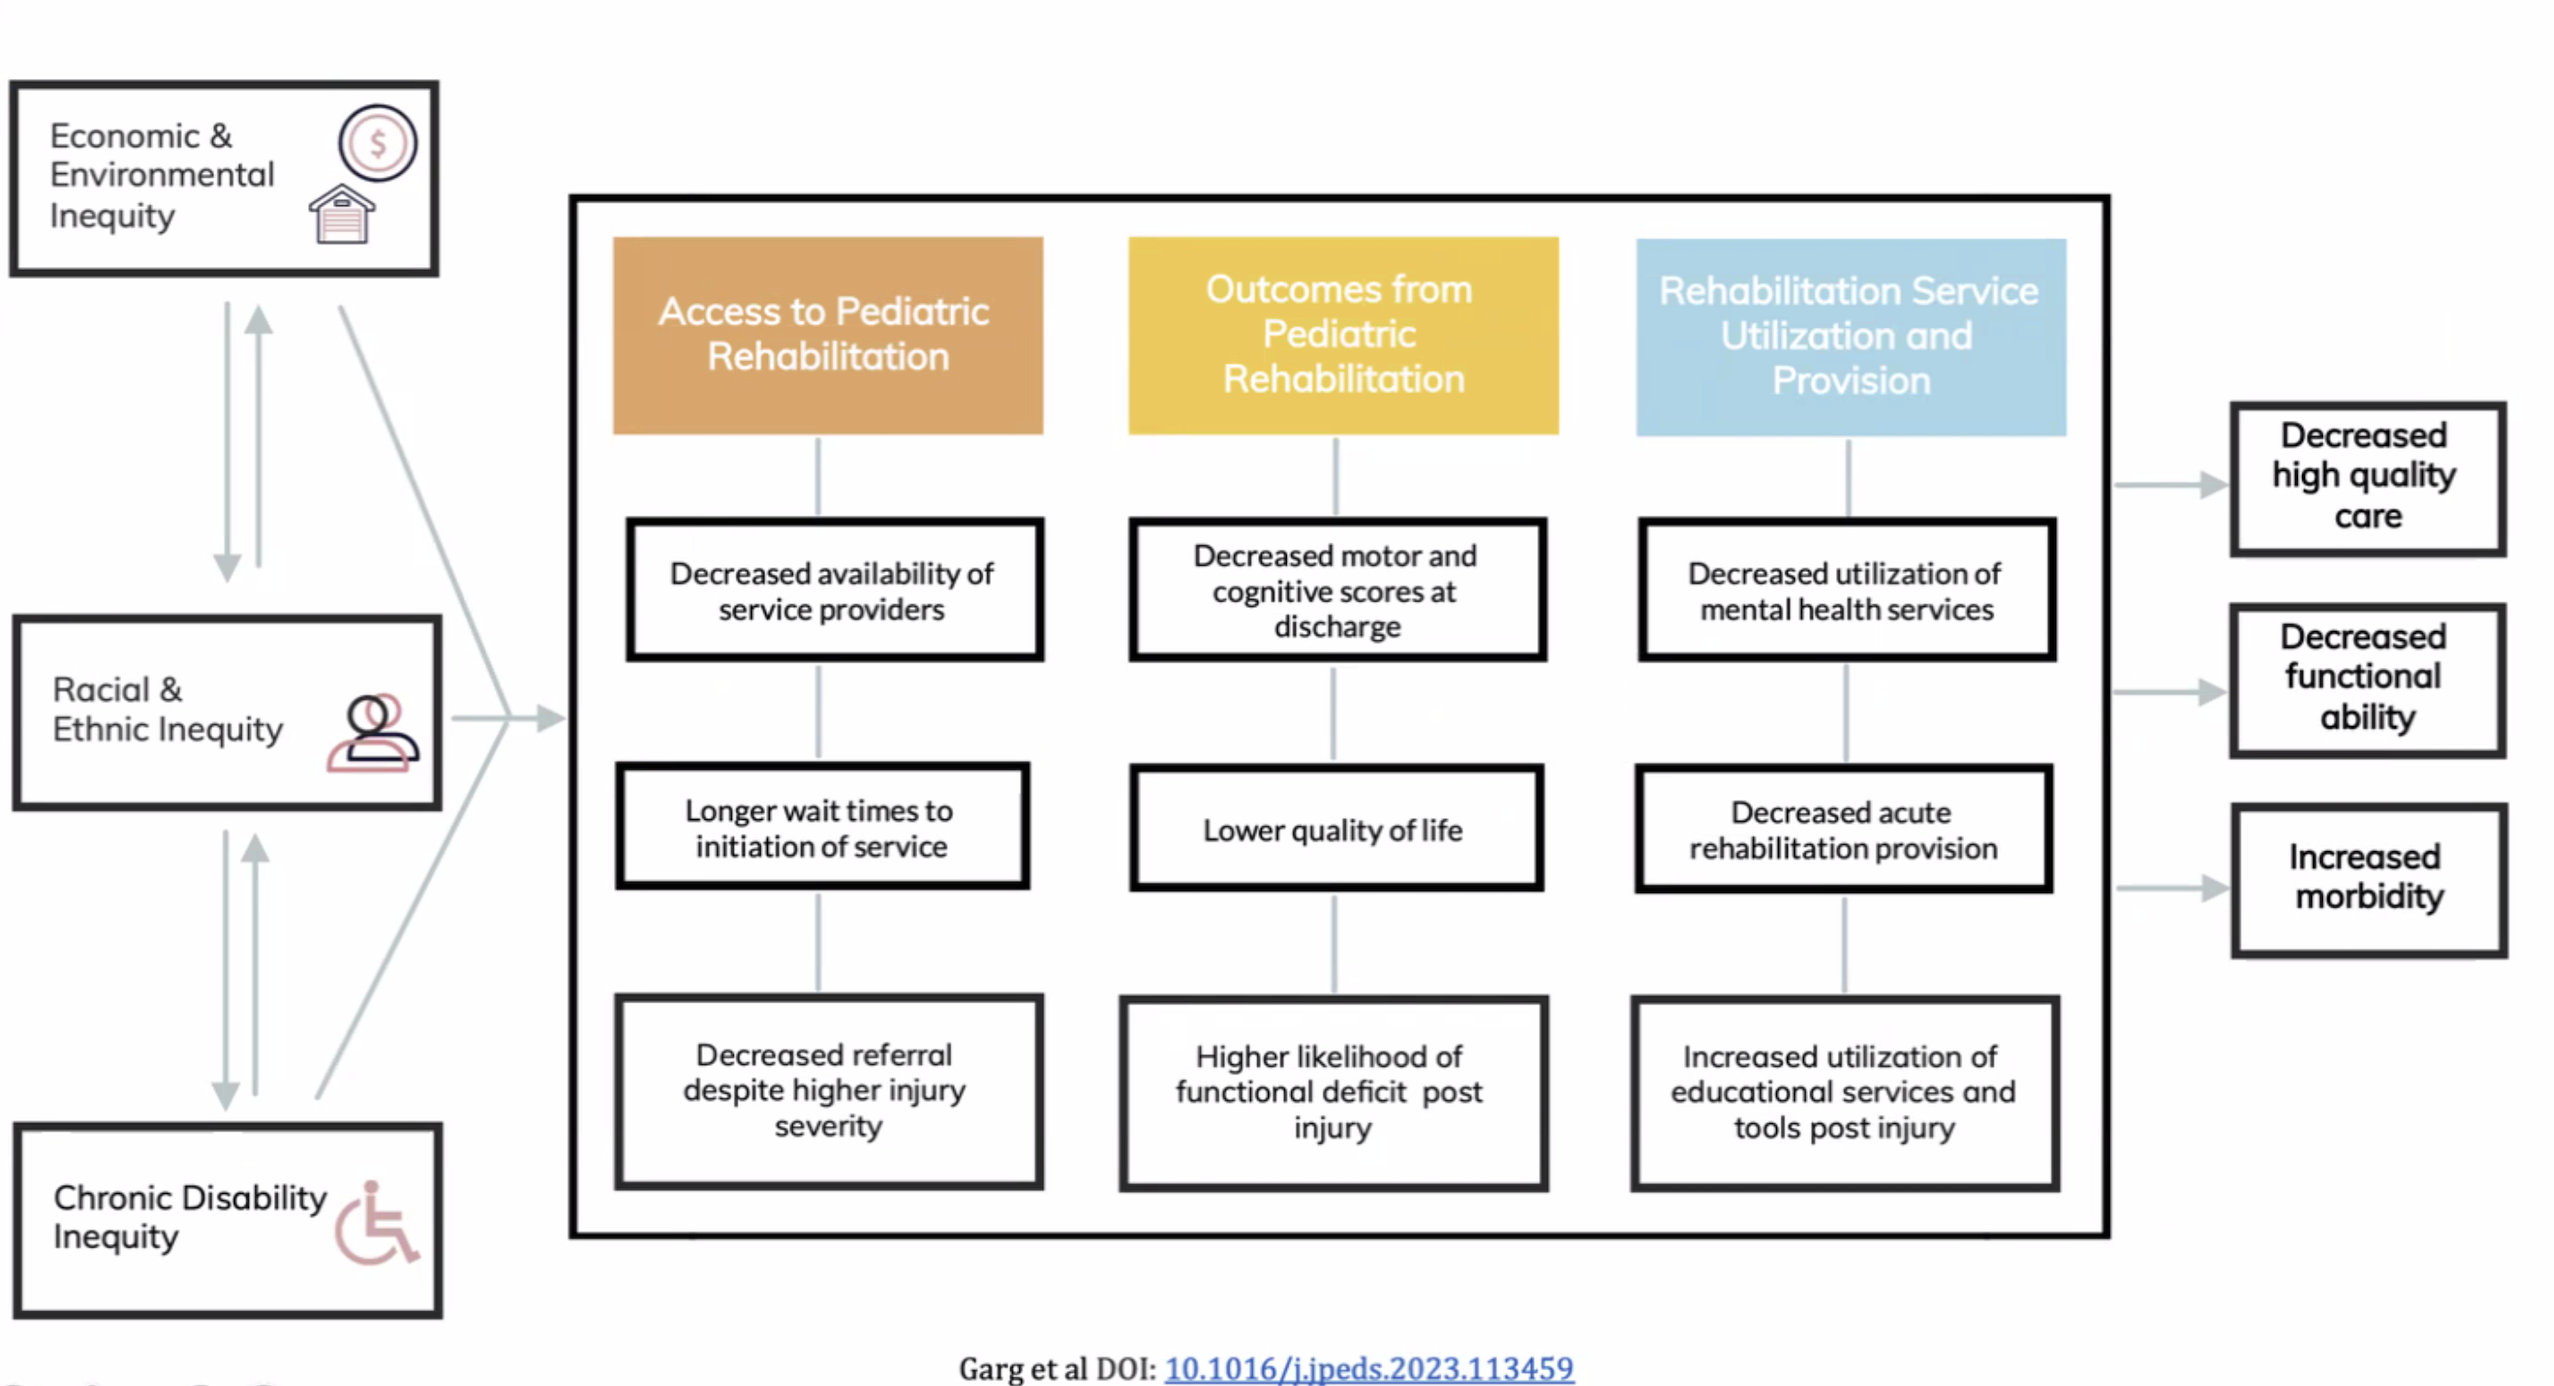 Economic &
Environmental
Inequity
$
Racial &
Ethnic Inequity
Chronic Disability
Inequity
Access to Pediatric
Rehabilitation
Decreased availability of
service providers
Longer wait times to
initiation of service
Decreased referral
despite higher injury
severity
Outcomes from
Pediatric
Rehabilitation
Decreased motor and
cognitive scores at
discharge
Lower quality of life
Higher likelihood of
functional deficit post
injury
Rehabilitation Service
Utilization and
Provision
Decreased utilization of
mental health services
Decreased acute
rehabilitation provision
Increased utilization of
educational services and
tools post injury
Decreased
high quality
care
Decreased
functional
ability
Increased
morbidity
Garg et al DOI: 10.1016/j.jpeds.2023.113459